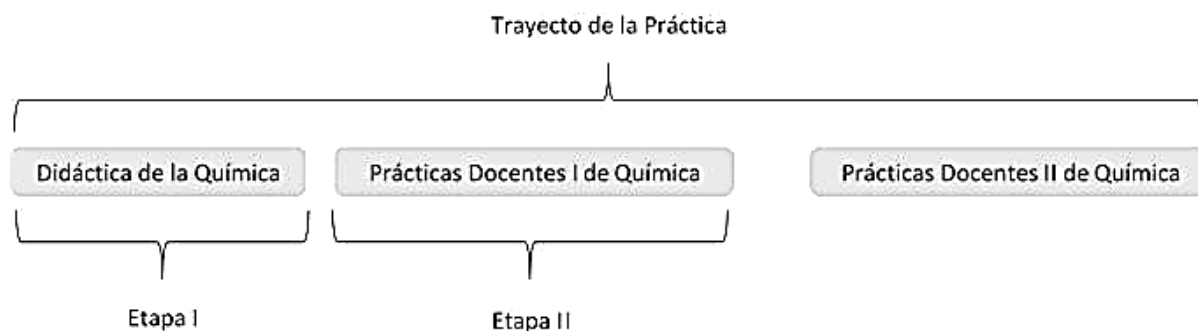 Trayecto de la Práctica
Didáctica de la Química
Prácticas Docentes I de Química
Prácticas Docentes II de Química
Etapa I
Etapa II